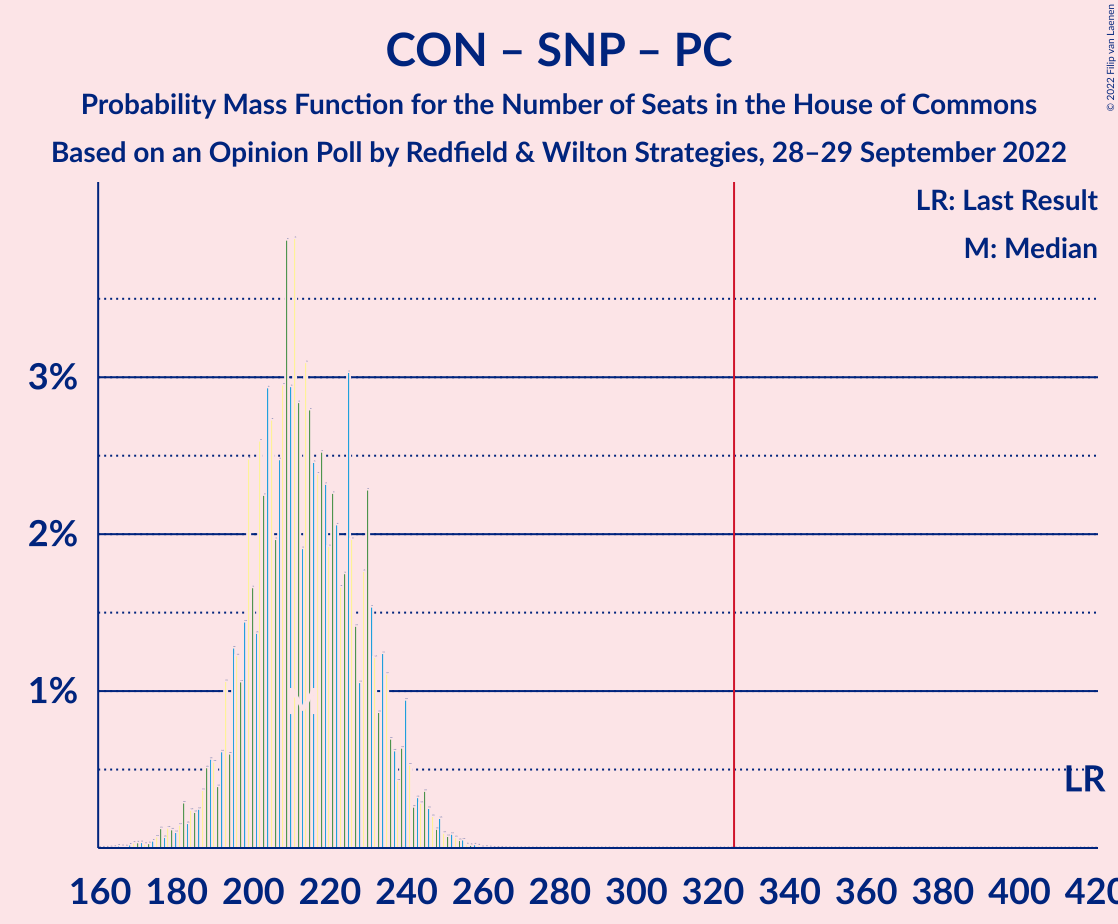 CON – SNP – PC
Probability Mass Function for the Number of Seats in the House of Commons
Based on an Opinion Poll by Redfield & Wilton Strategies, 28–29 September 2022
© 2022 Filip van Laenen
LR: Last Result
M: Median
3%
2%
1%
LR
160 180 200 220 240 260 280 300 320 340 360 380 400 420